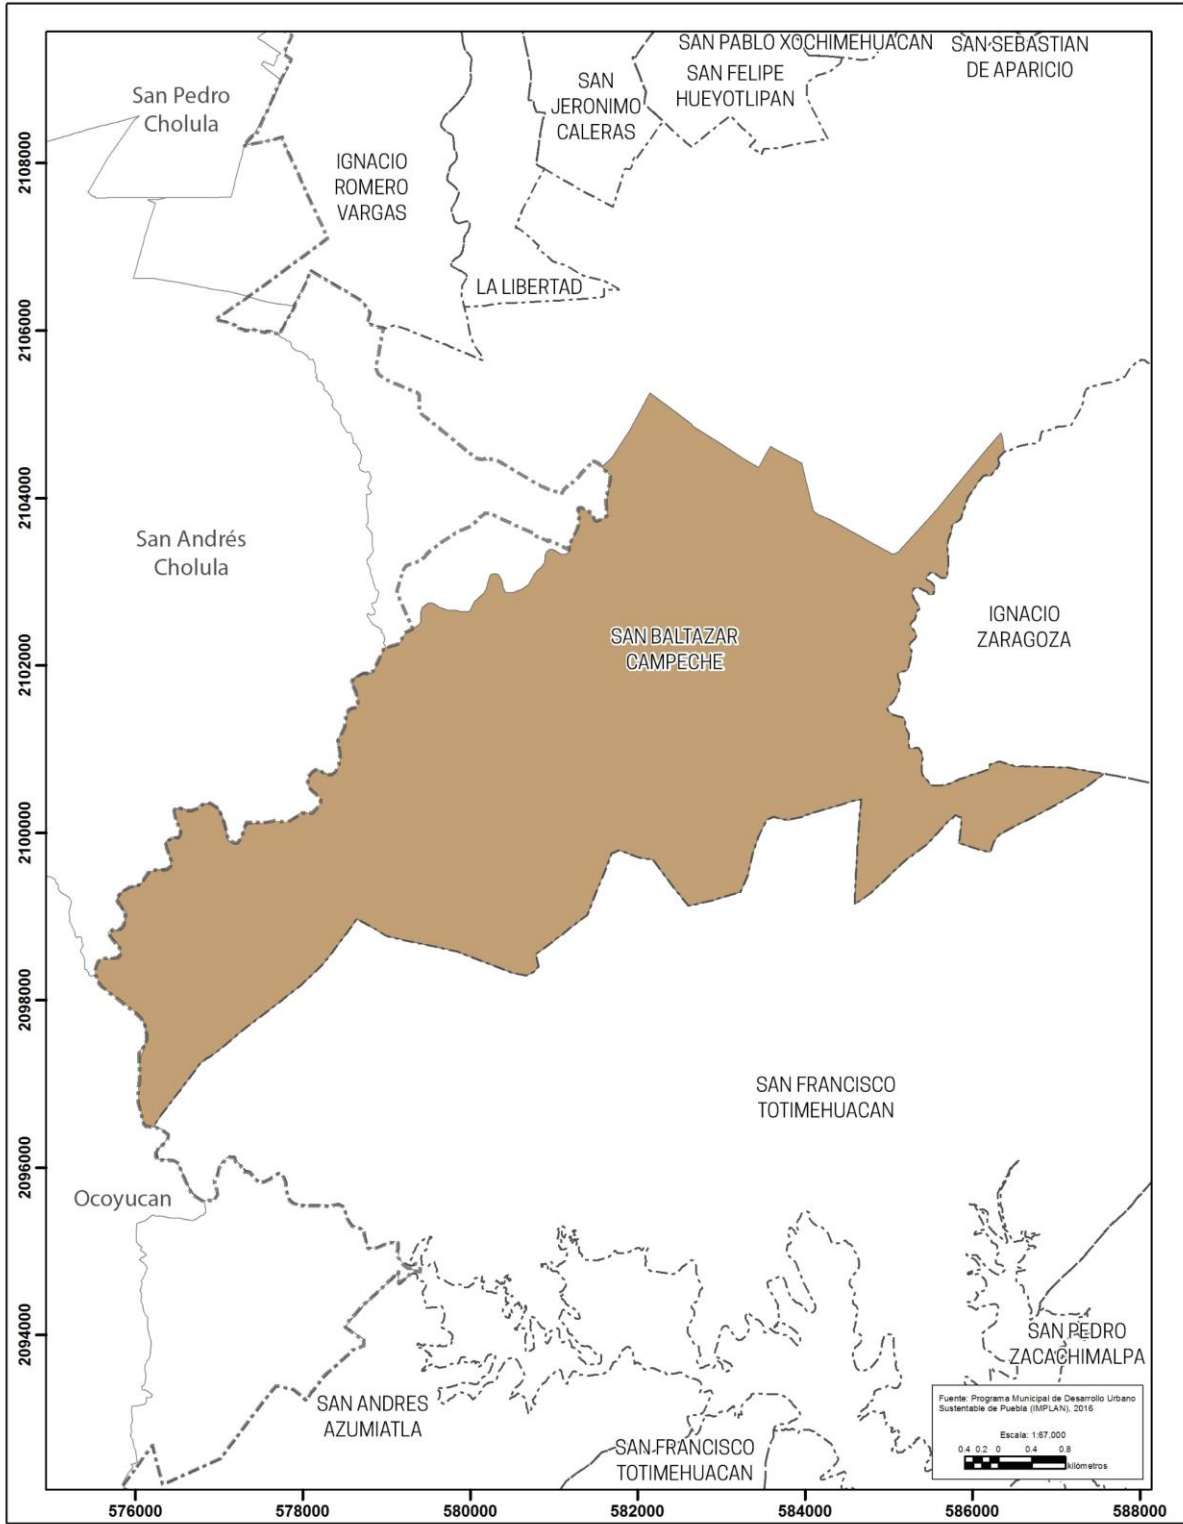 SAN PABLO XOCHIMEHUACAN
SAN SEBASTIAN
DE APARICIO
San Pedro
Cholula
SAN
JERONIMO
CALERAS
SAN FELIPE
HUEYOTLIPAN
IGNACIO
ROMERO
VARGAS
LA LIBERTAD
San Andrés
Cholula
SAN BALTAZAR
CAMPECHE
IGNACIO
ZARAGOZA
SAN FRANCISCO
TOTIMEHUACAN
Ocoyucan
SAN PEDRO
ZACACHIMALPA
SAN ANDRES
AZUMIATLA
SAN FRANCISCO
TOTIMEHUACAN
Fuente: Programa Municipal de Desarrollo Urbano
Sustentable de Puebla (IMPLAN), 2016
Escala: 1:67,000
0.4 0.2 0 0.4 0.8
kilómetros
2108000
2106000
2104000
2102000
2100000
2098000
2096000
2094000
576000 578000 580000 582000 584000 586000 588000